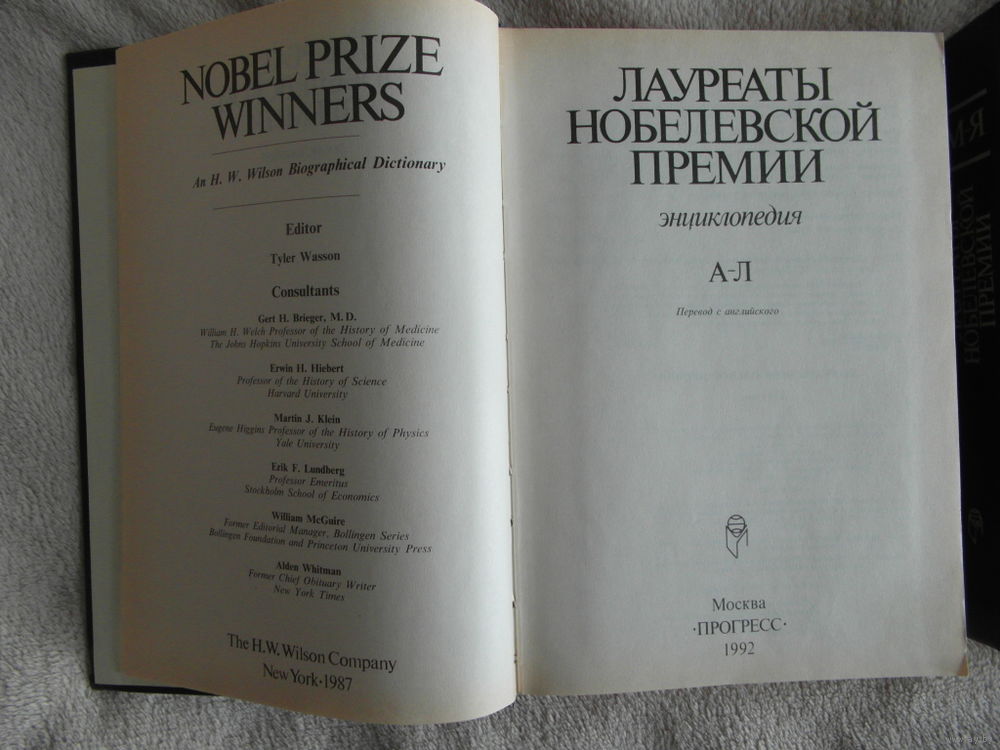 NOBEL PRIZE
WINNERS
An H. W. Wilson Biographical Dictionary
Editor
Tyler Wasson
Consultants
Gert H. Brieger, M. D.
William H. Welch Professor of the History of Medicine
The Johns Hopkins University School of Medicine
Erwin H. Hiebert
Professor of the History of Science
Harvard University
Martin J. Klein
Eugene Higgins Professor of the History of Physics
Yale University
Erik F. Lundberg
Professor Emeritus
Stockholm School of Economics
William McGuire
Former Editorial Manager, Bollingen Series
Bollingen Foundation and Princeton University Press
Alden Whitman
Former Chief Obituary Writer
New York Times
The H.W. Wilson Company
New York·1987
ЛАУРЕАТЫ
НОБЕЛЕВСКОЙ
ПРЕМИИ
энциклопедия
А-Л
Перевод с английского
Москва
·ПРОГРЕСС·
1992
М-Я
НОБЕЛЕВСКОЙ
ПРЕМИИ